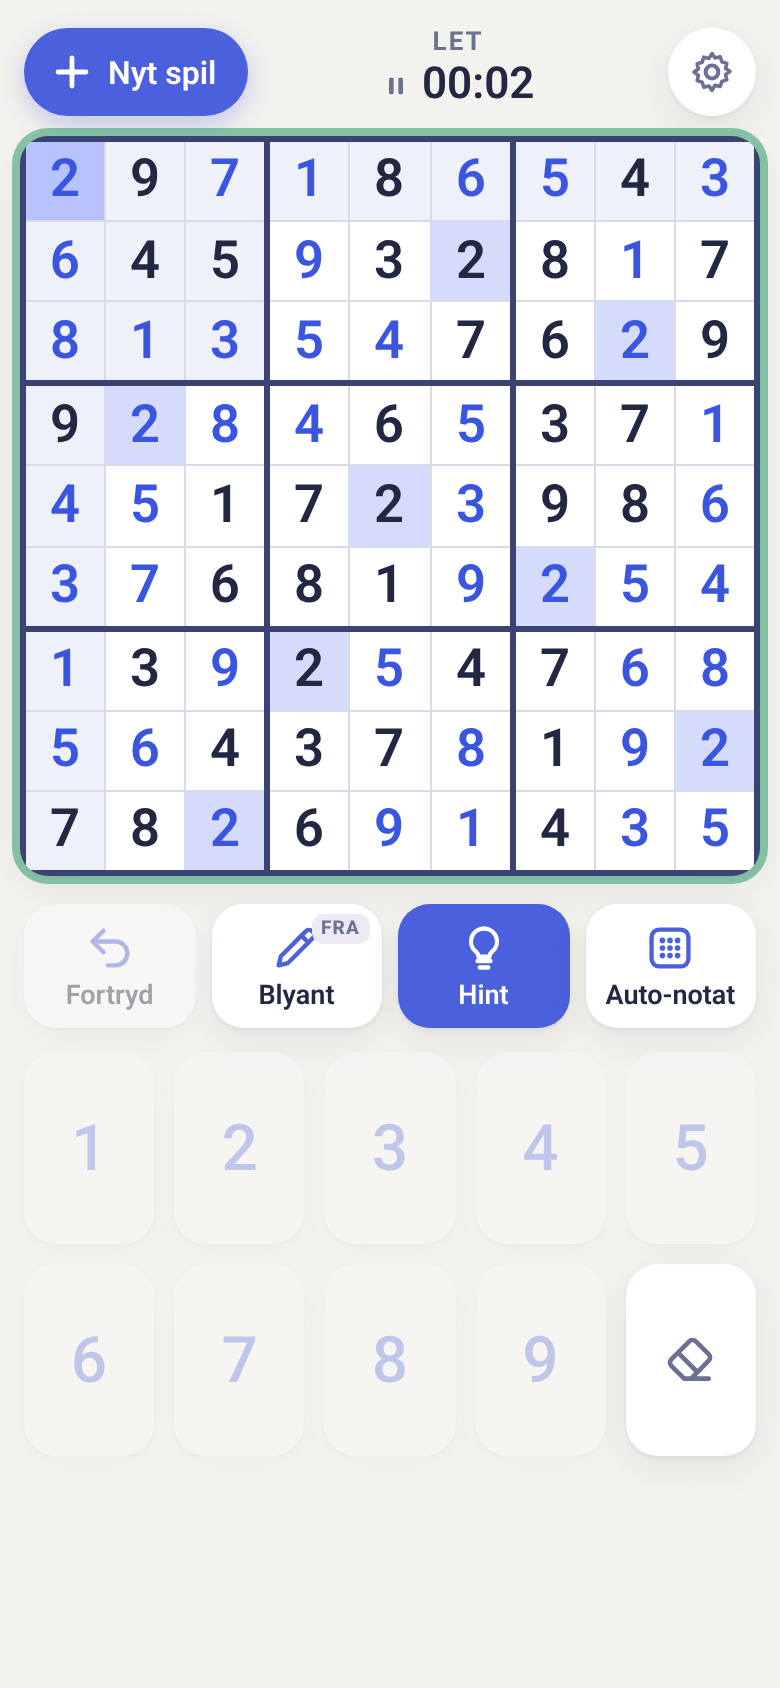 Nyt spil
LET
00:02
2 9 7 1 8 6 5 4 3
6 4 5 9 3 2 8 1 7
8 1 3 5 4 7 6 2 9
9 2 8 4 6 5 3 7 1
4 5 1 7 2 3 9 8 6
3 7 6 8 1 9 2 5 4
1 3 9 2 5 4 7 6 8
5 6 4 3 7 8 1 9 2
7 8 2 6 9 1 4 3 5
FRA
Fortryd Blyant Hint Auto-notat
1 2 3 4 5
6 7 8 9